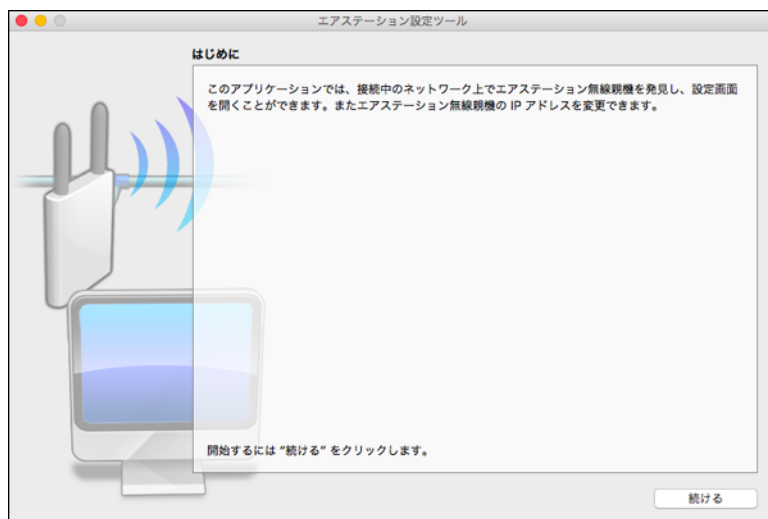 エアステーション設定ツール
はじめに
このアプリケーションでは、接続中のネットワーク上でエアステーション無線親機を発見し、設定画面
を開くことができます。またエアステーション無線親機の IP アドレスを変更できます。
開始するには “続ける” をクリックします。
続ける